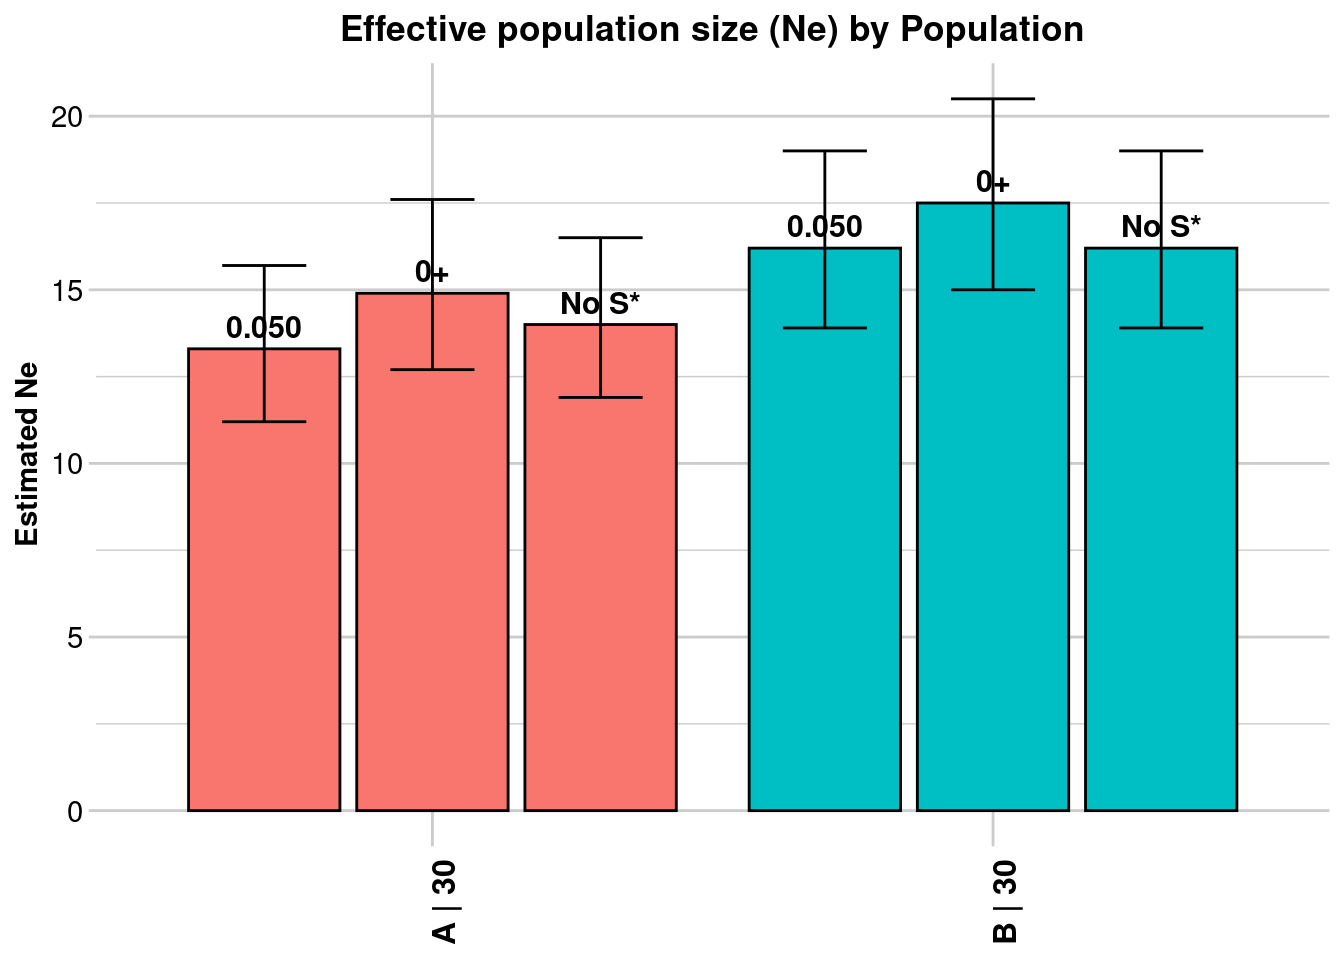 Effective population size (Ne) by Population
Estimated Ne
20
15
10
5
0
0.050
0+
No S*
0.050
0+
No S*
A | 30
B | 30